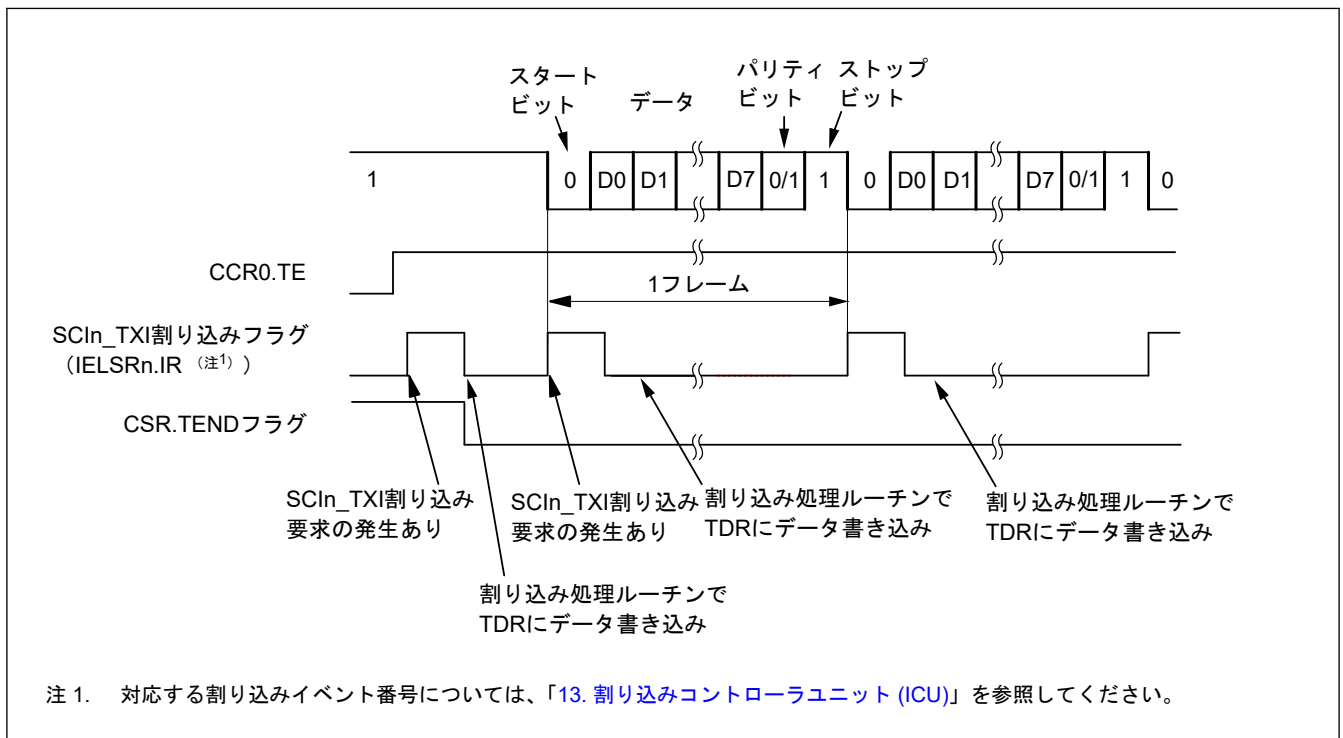 スタート
ビット
データ
パリティ
ビット
ストップ
ビット
1 0 D0 D1 D7 0/1 1 0 D0 D1 D7 0/1 1 0
CCR0.TE
1フレーム
SCIn_TXI割り込みフラグ
（IELSRn.IR （注1））
CSR.TENDフラグ
SCIn_TXI割り込み
要求の発生あり
SCIn_TXI割り込み
要求の発生あり
割り込み処理ルーチンで
TDRにデータ書き込み
割り込み処理ルーチンで
TDRにデータ書き込み
割り込み処理ルーチンで
TDRにデータ書き込み
注 1. 対応する割り込みイベント番号については、「13. 割り込みコントローラユニット (ICU)」を参照してください。